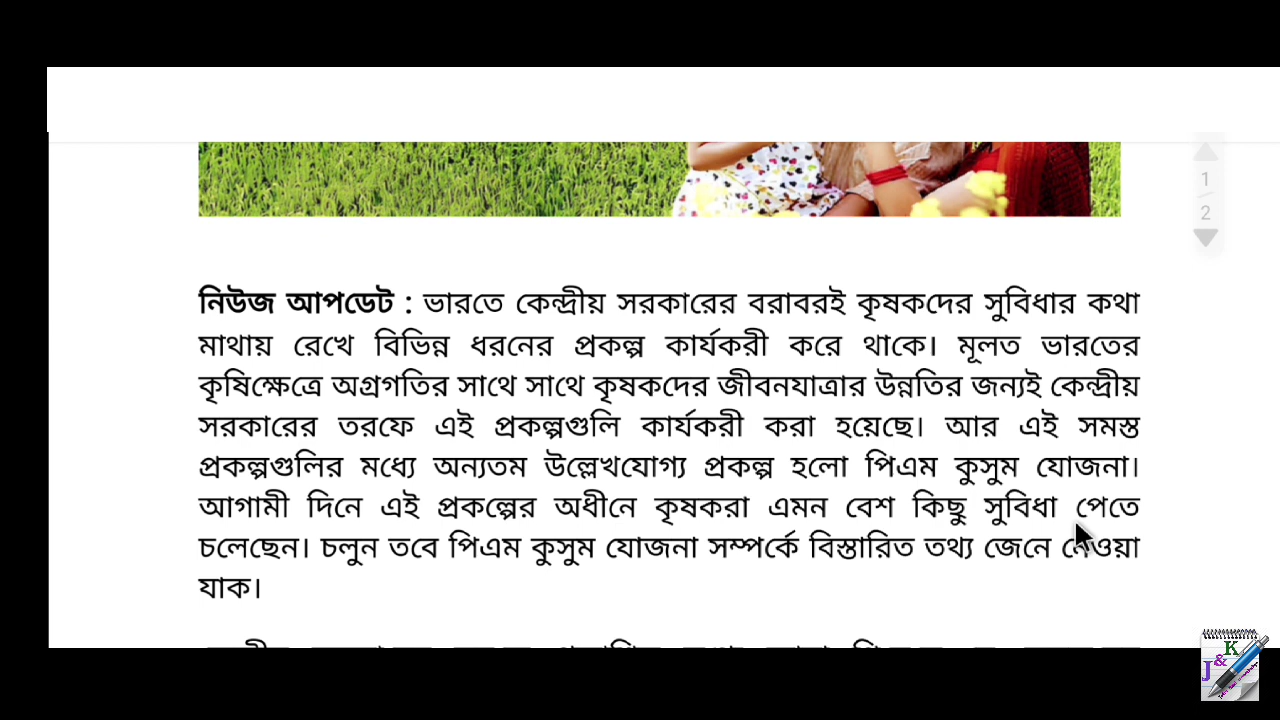 1
2
নিউজ আপডেট : ভারতে কেন্দ্রীয় সরকারের বরাবরই কৃষকদের সুবিধার কথা
মাথায় রেখে বিভিন্ন ধরনের প্রকল্প কার্যকরী করে থাকে। মূলত ভারতের
কৃষিক্ষেত্রে অগ্রগতির সাথে সাথে কৃষকদের জীবনযাত্রার উন্নতির জন্যই কেন্দ্রীয়
সরকারের তরফে এই প্রকল্পগুলি কার্যকরী করা হয়েছে। আর এই সমস্ত
প্রকল্পগুলির মধ্যে অন্যতম উল্লেখযোগ্য প্রকল্প হলো পিএম কুসুম যোজনা।
আগামী দিনে এই প্রকল্পের অধীনে কৃষকরা এমন বেশ কিছু সুবিধা পেতে
চলেছেন। চলুন তবে পিএম কুসুম যোজনা সম্পর্কে বিস্তারিত তথ্য জেনে নেওয়া
যাক।
J&K